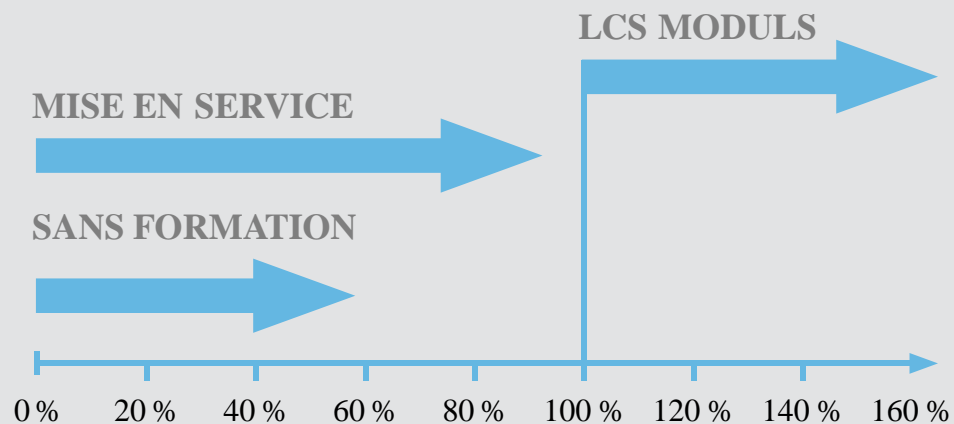 LCS MODULS
MISE EN SERVICE
SANS FORMATION
0 % 20 % 40 % 60 % 80 % 100 % 120 % 140 % 160 %